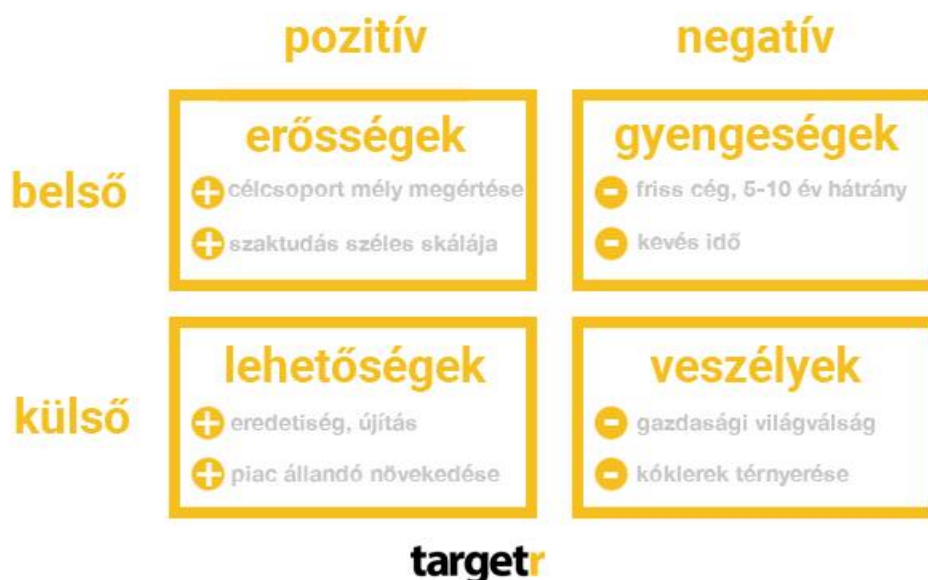 pozitív negatív
belső
erősségek
célcsoport mély megértése
szaktudás széles skálája
gyengeségek
friss cég, 5-10 év hátrány
kevés idő
külső
lehetőségek
eredetiség, újítás
piac állandó növekedése
veszélyek
gazdasági világválság
kóklerek térnyerése
targetr